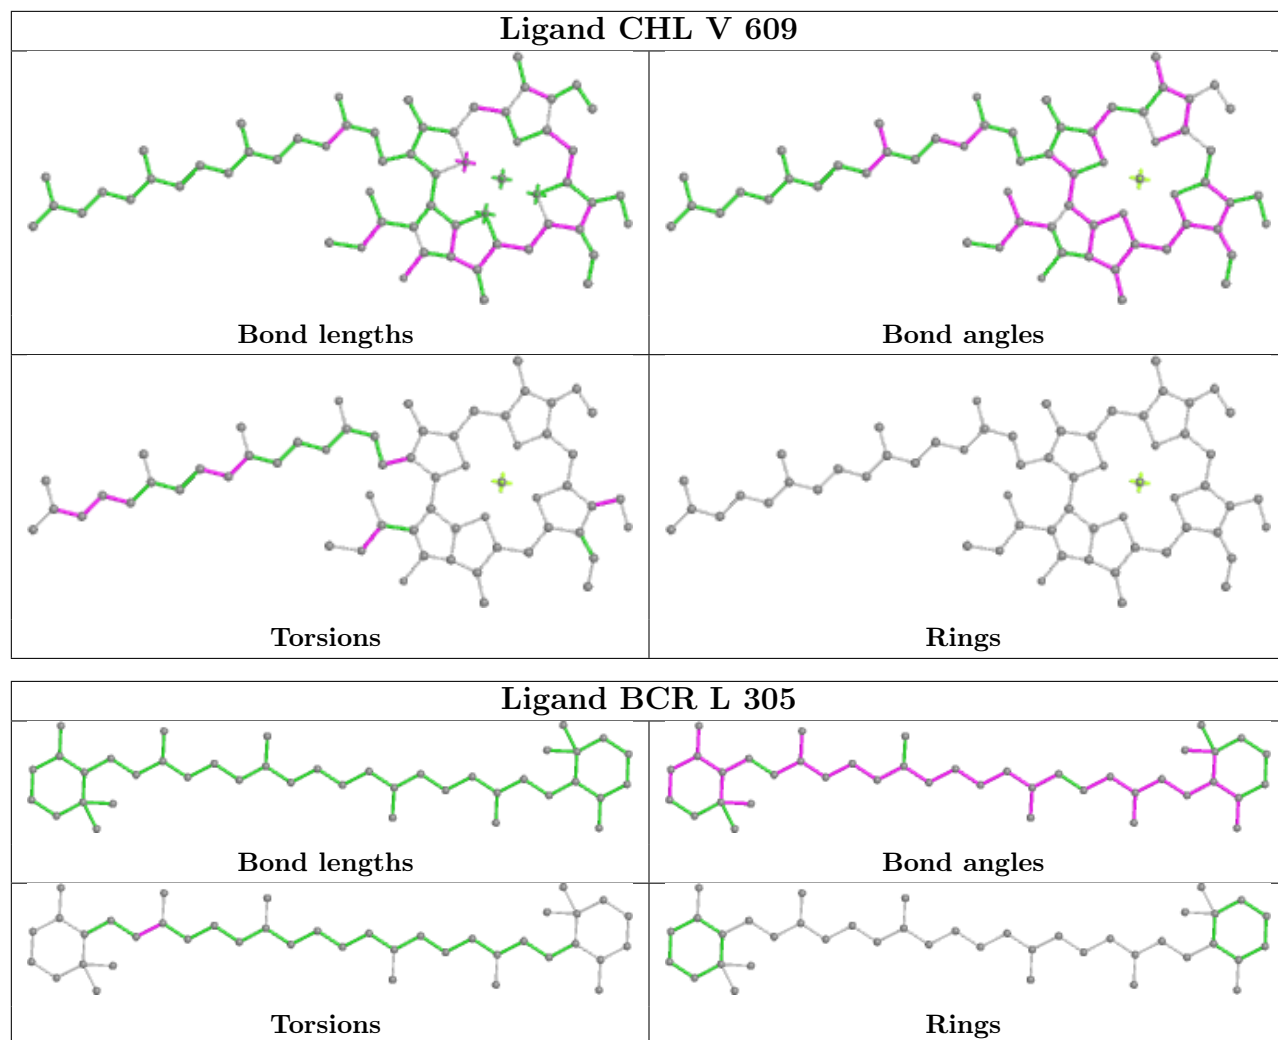 Ligand CHL V 609
Bond lengths
Bond angles
Torsions
Rings
Ligand BCR L 305
Bond lengths
Bond angles
Torsions
Rings